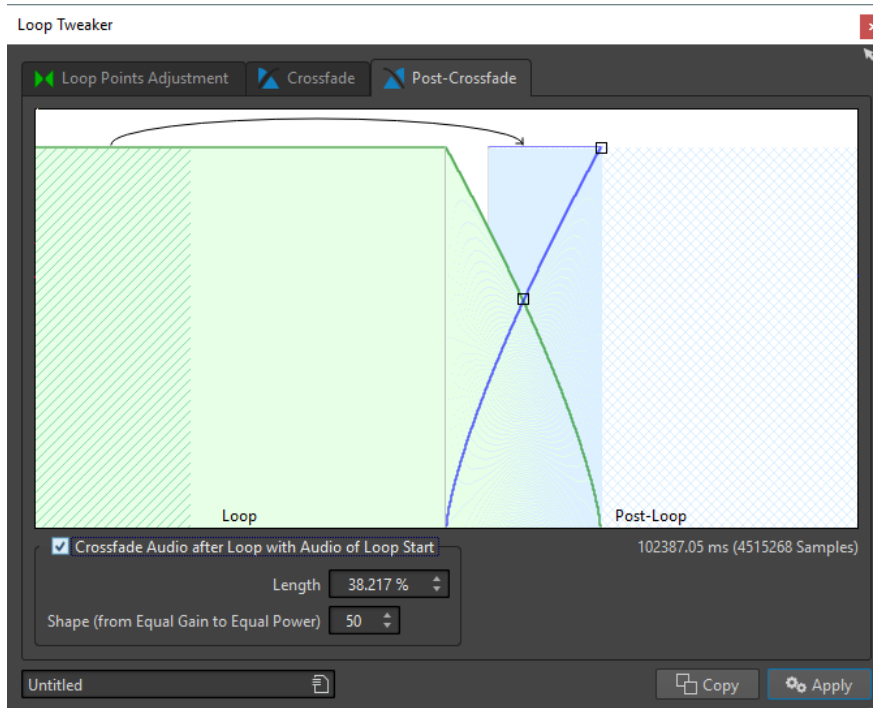 Loop Tweaker
Loop Points Adjustment Crossfade Post-Crossfade
Loop Post-Loop
Crossfade Audio after Loop with Audio of Loop Start 102387.05 ms (4515268 Samples)
Length 38.217 %
Shape (from Equal Gain to Equal Power) 50
Untitled Copy Apply